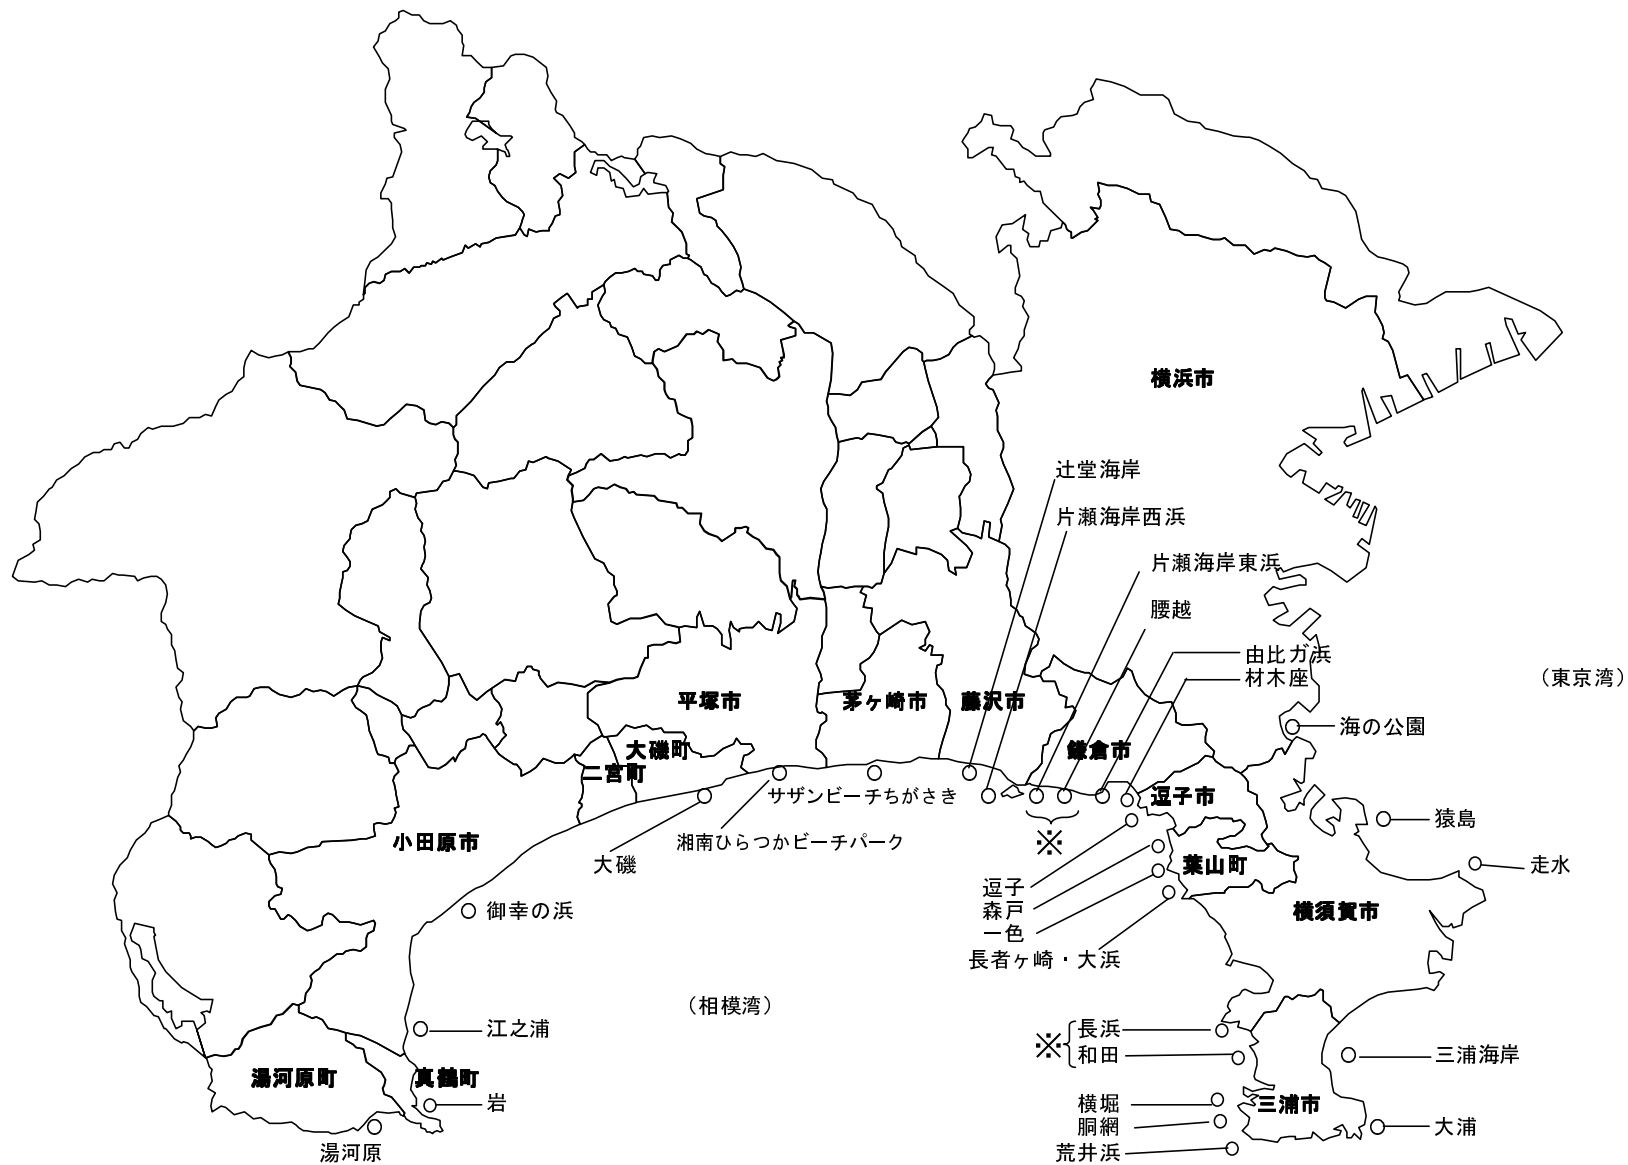 横浜市
辻堂海岸
片瀬海岸西浜
片瀬海岸東浜
腰越
由比ガ浜
材木座
（東京湾）
平塚市
茅ヶ崎市
藤沢市
海の公園
大磯町
鎌倉市
二宮町
サザンビーチちがさき
逗子市
猿島
小田原市
湘南ひらつかビーチパーク
※
大磯
葉山町
走水
逗子
森戸
一色
御幸の浜
横須賀市
長者ヶ崎・大浜
（相模湾）
江之浦
※
長浜
和田
三浦海岸
湯河原町
真鶴町
岩
横堀
胴網
三浦市
大浦
湯河原
荒井浜